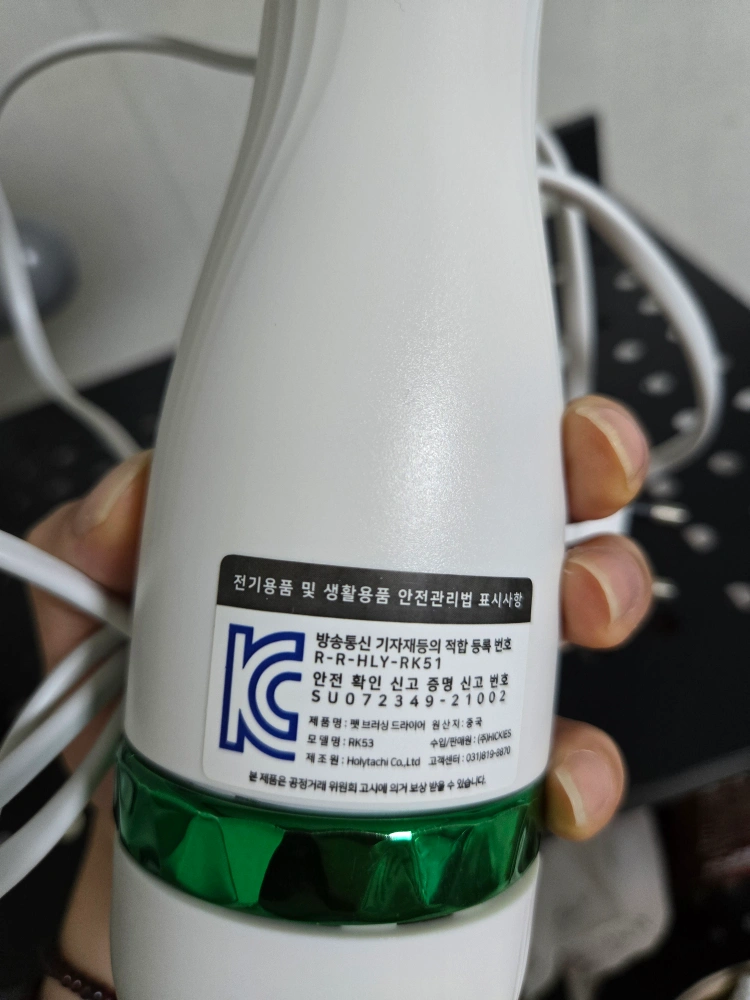 전기용품 및 생활용품 안전관리법 표시사항
방송통신 기자재등의 적합 등록 번호
R-R-HLY-RK51
안전 확인 신고 증명 신고 번호
SU072349-21002
제품명 : 펫 브러싱 드라이어 원산지 : 중국
모델명 : RK53 수입/판매원 : (주)HICKIES
제조원 : Holytachi Co.,Ltd 고객센터 : 031)819-8870
본 제품은 공정거래 위원회 고시에 의거 보상 받을 수 있습니다.